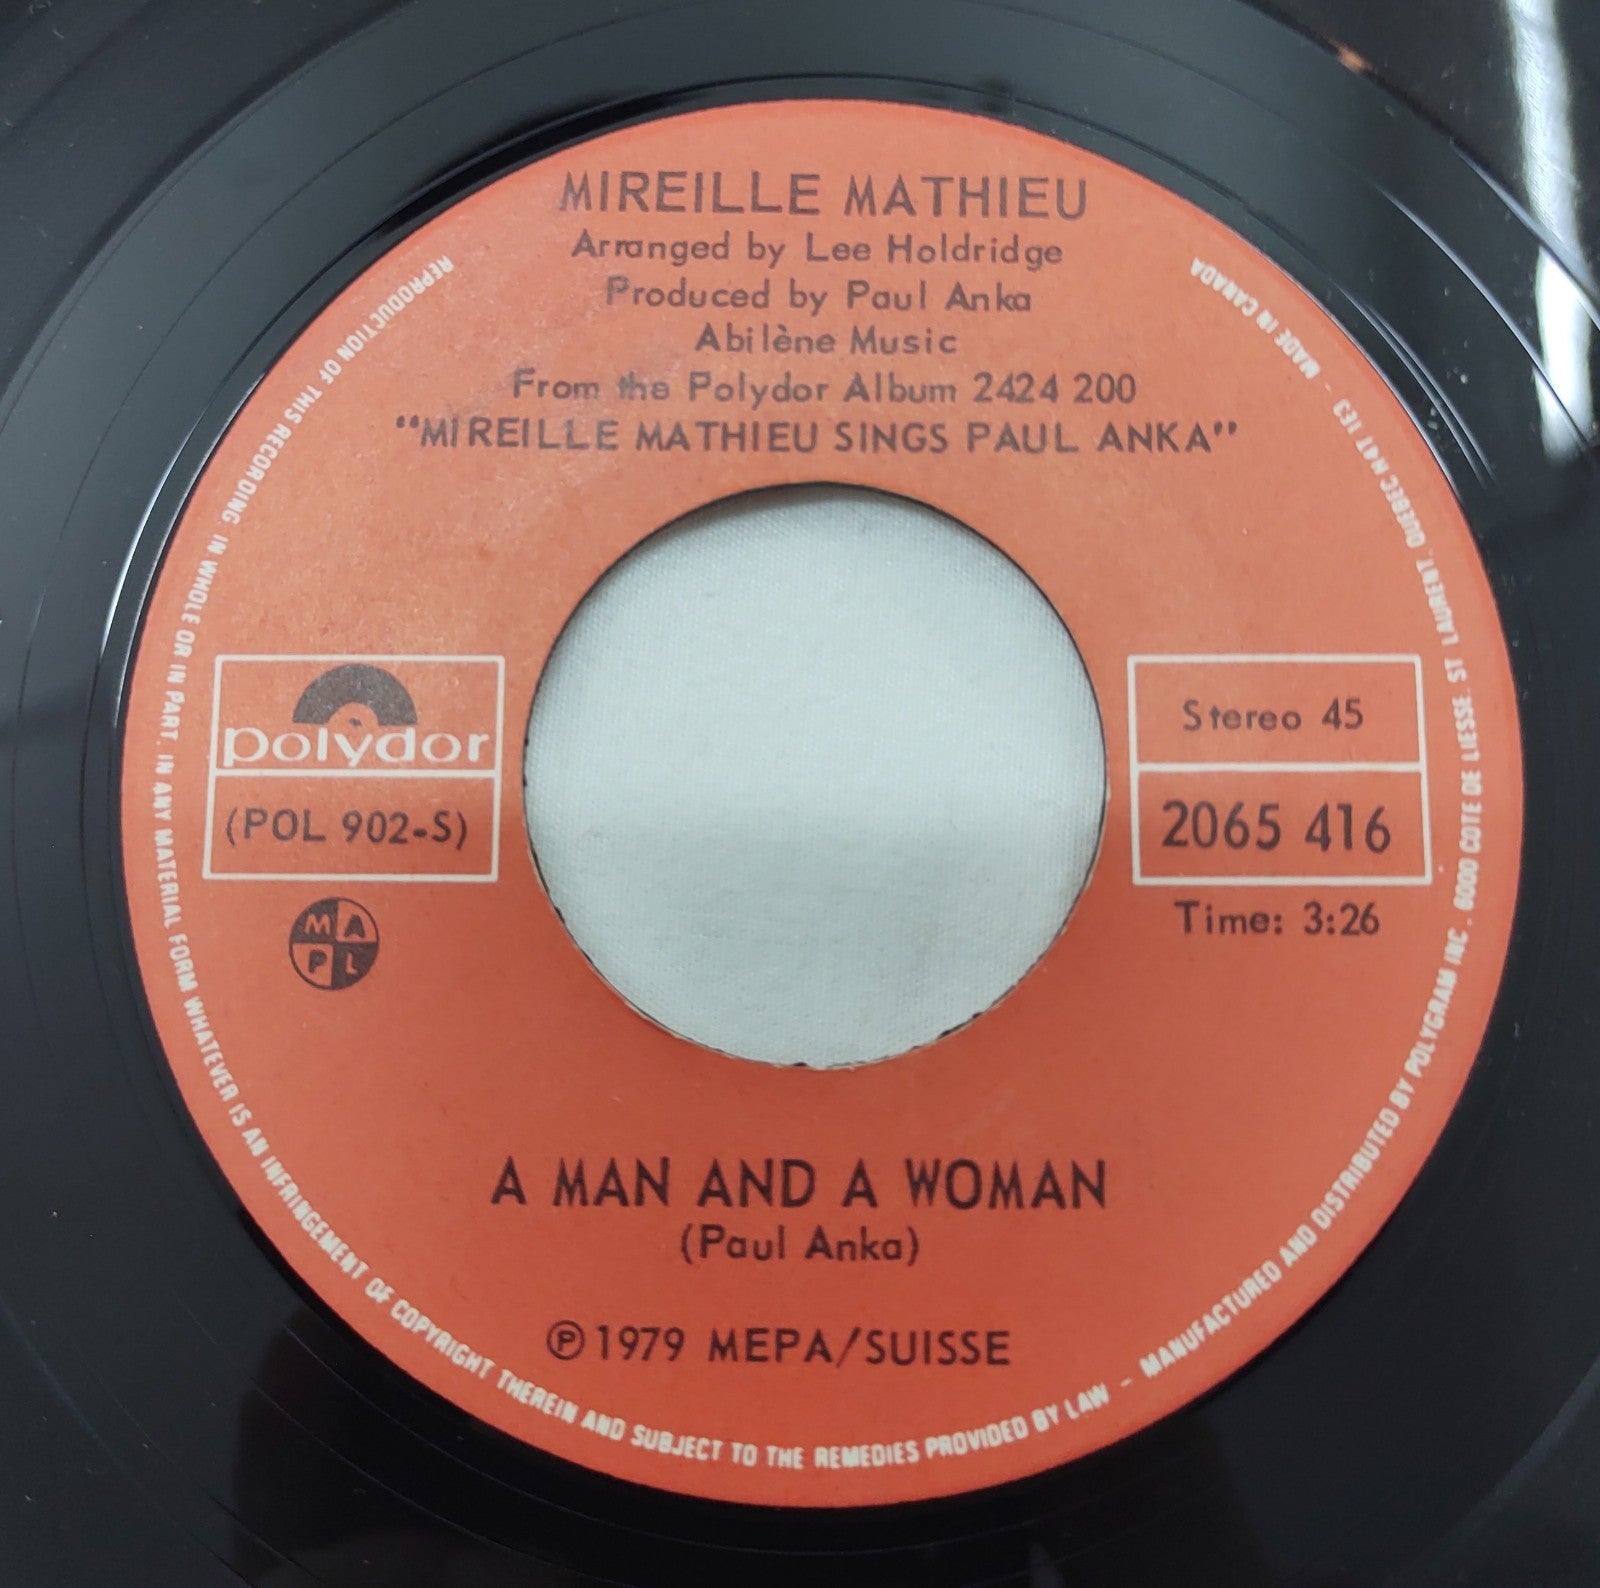 MIREILLE MATHIEU
Arranged by Lee Holdridge
Produced by Paul Anka
Abilène Music
From the Polydor Album 2424 200
"MIREILLE MATHIEU SINGS PAUL ANKA"
polydor
(POL 902-S)
M A
P L
Stereo 45
2065 416
Time: 3:26
A MAN AND A WOMAN
(Paul Anka)
Ⓟ 1979 MEPA/SUISSE
REPRODUCTION OF THIS RECORDING, IN WHOLE OR IN PART, IN ANY MATERIAL FORM WHATEVER IS AN INFRINGEMENT OF COPYRIGHT THEREIN AND SUBJECT TO THE REMEDIES PROVIDED BY LAW - MANUFACTURED AND DISTRIBUTED BY POLYGRAM INC. 6000 COTE DE LIESSE, ST LAURENT, QUEBEC H4T 1E3 - MADE IN CANADA